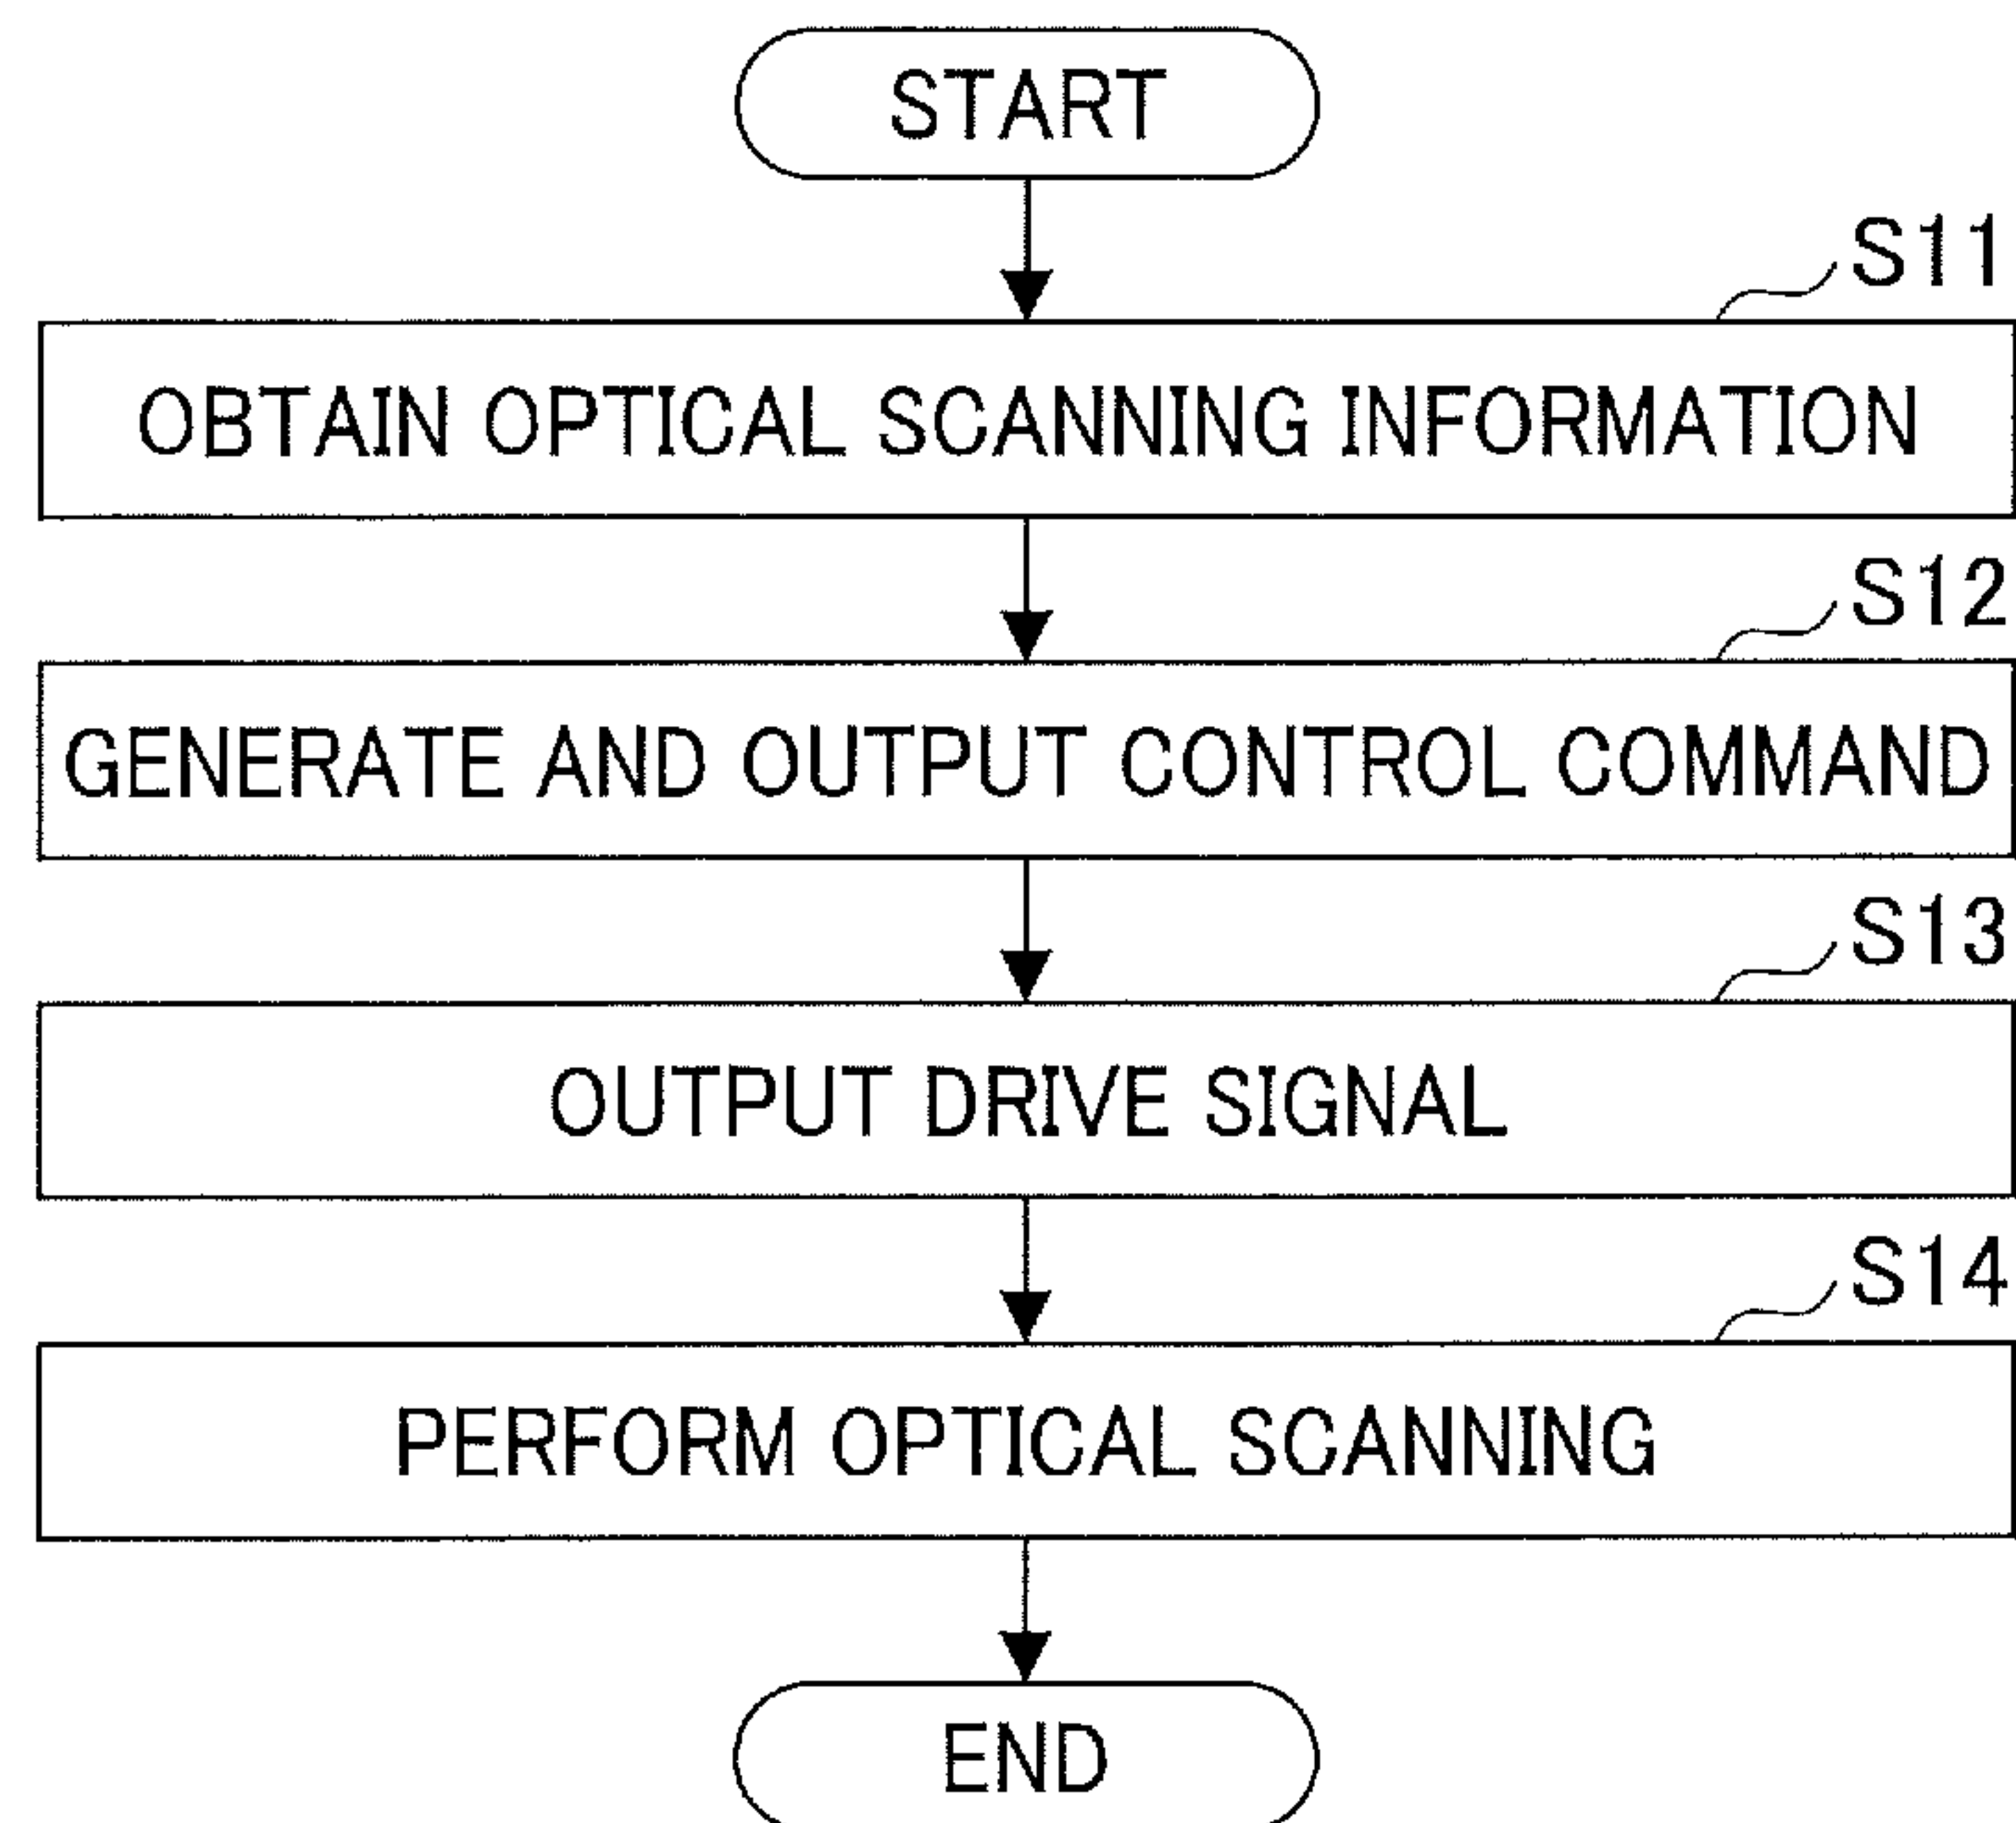 START
S11
OBTAIN OPTICAL SCANNING INFORMATION
S12
GENERATE AND OUTPUT CONTROL COMMAND
S13
OUTPUT DRIVE SIGNAL
S14
PERFORM OPTICAL SCANNING
END